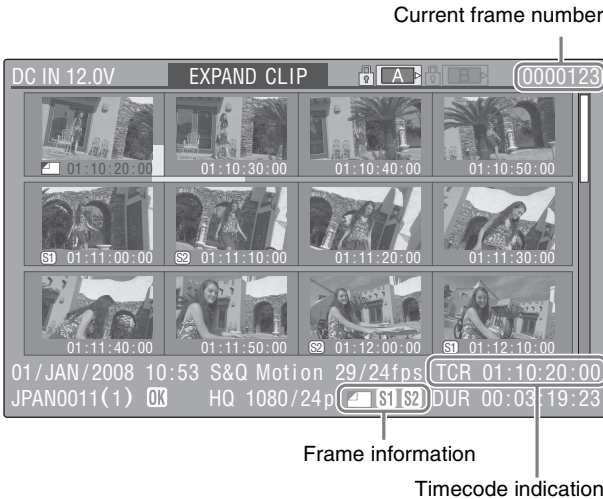 Current frame number
DC IN 12.0V EXPAND CLIP A B 0000123
01:10:20:00 01:10:30:00 01:10:40:00 01:10:50:00
S1 01:11:00:00 S2 01:11:10:00 01:11:20:00 01:11:30:00
01:11:40:00 01:11:50:00 S2 01:12:00:00 S1 01:12:10:00
01/JAN/2008 10:53 S&Q Motion 29/24fps TCR 01:10:20:00
JPAN0011(1) OK HQ 1080/24p S1 S2 DUR 00:03:19:23
Frame information
Timecode indication